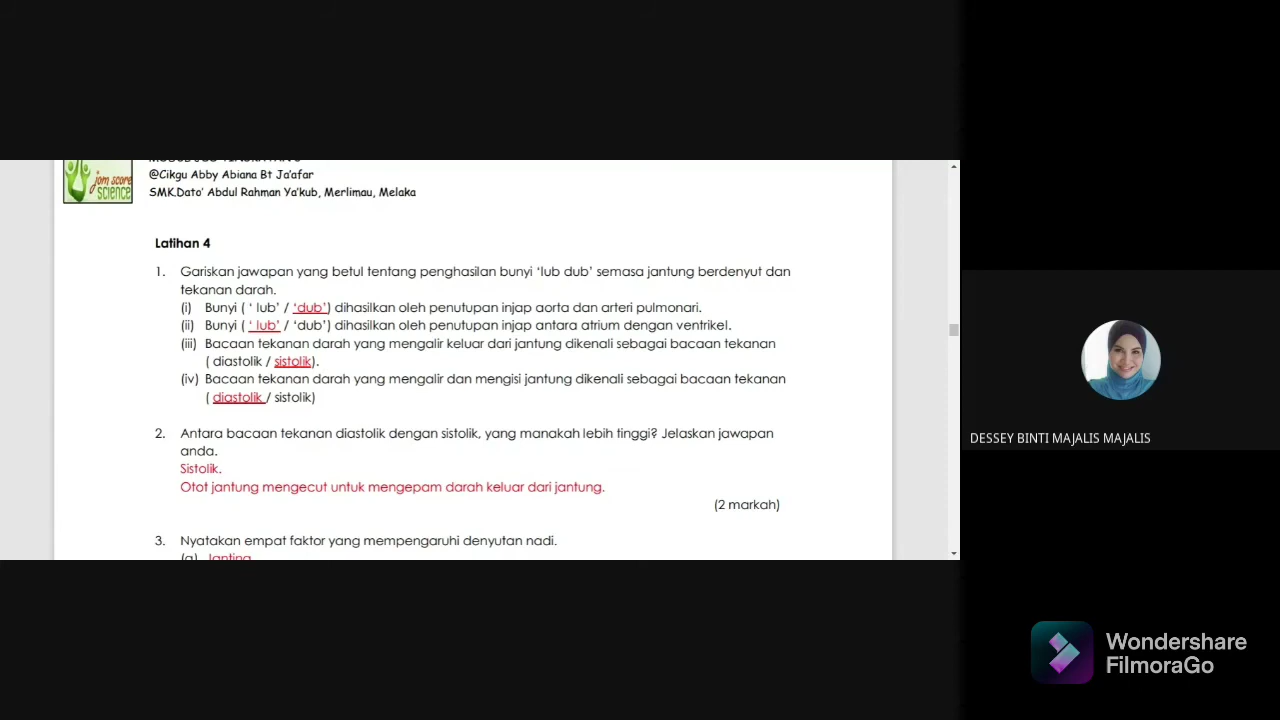 jom score
SCIENCE
@Cikgu Abby Abiana Bt Ja'afar
SMK.Dato' Abdul Rahman Ya'kub, Merlimau, Melaka
Latihan 4
1. Gariskan jawapan yang betul tentang penghasilan bunyi 'lub dub' semasa jantung berdenyut dan
tekanan darah.
(i) Bunyi ( ' lub' / 'dub') dihasilkan oleh penutupan injap aorta dan arteri pulmonari.
(ii) Bunyi ( ' lub' / 'dub') dihasilkan oleh penutupan injap antara atrium dengan ventrikel.
(iii) Bacaan tekanan darah yang mengalir keluar dari jantung dikenali sebagai bacaan tekanan
( diastolik / sistolik).
(iv) Bacaan tekanan darah yang mengalir dan mengisi jantung dikenali sebagai bacaan tekanan
( diastolik / sistolik)
2. Antara bacaan tekanan diastolik dengan sistolik, yang manakah lebih tinggi? Jelaskan jawapan
anda.
Sistolik.
Otot jantung mengecut untuk mengepam darah keluar dari jantung.
(2 markah)
3. Nyatakan empat faktor yang mempengaruhi denyutan nadi.
(a) Jantina
DESSEY BINTI MAJALIS MAJALIS
Wondershare
FilmoraGo